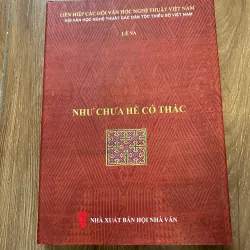 LIÊN HIỆP CÁC HỘI VĂN HỌC NGHỆ THUẬT VIỆT NAM
HỘI VĂN HỌC NGHỆ THUẬT CÁC DÂN TỘC THIỂU SỐ VIỆT NAM
LÊ VA
NHƯ CHƯA HỀ CÓ THÁC
NHÀ XUẤT BẢN HỘI NHÀ VĂN